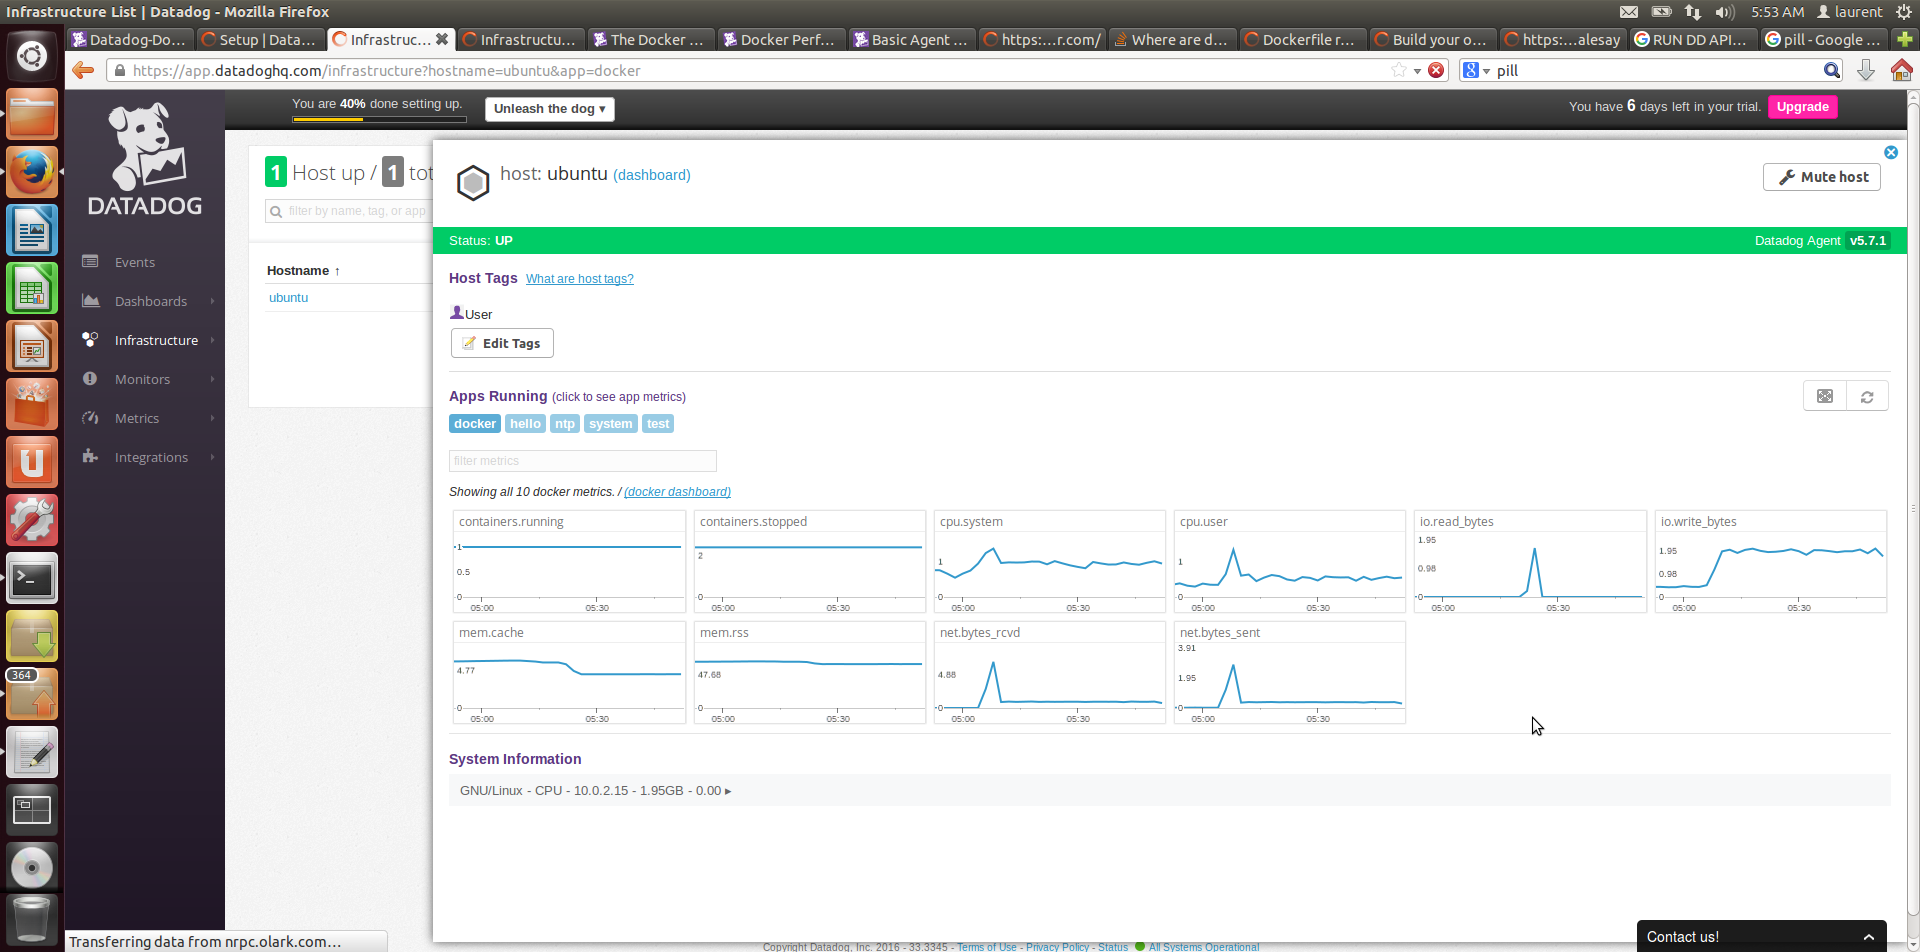 Infrastructure List | Datadog - Mozilla Firefox
5:53 AM laurent
Datadog-Do...
Setup | Data...
Infrastruc...
Infrastructu...
The Docker ...
Docker Perf...
Basic Agent ...
https:...r.com/
Where are d...
Dockerfile r...
Build your o...
https:...alesay
RUN DD API...
pill - Google ...
https://app.datadoghq.com/infrastructure?hostname=ubuntu&app=docker
pill
DATADOG
Events
Dashboards
Infrastructure
Monitors
Metrics
Integrations
364
You are 40% done setting up.
Unleash the dog ▾
You have 6 days left in your trial.
Upgrade
1 Host up / 1 tot
filter by name, tag, or app
Hostname ↑
ubuntu
host: ubuntu (dashboard)
Mute host
Status: UP
Datadog Agent v5.7.1
Host Tags What are host tags?
User
Edit Tags
Apps Running (click to see app metrics)
docker hello ntp system test
filter metrics
Showing all 10 docker metrics. / (docker dashboard)
containers.running
1
0.5
0
05:00 05:30
containers.stopped
2
0
05:00 05:30
cpu.system
1
0
05:00 05:30
cpu.user
1
0
05:00 05:30
io.read_bytes
1.95
0.98
0
05:00 05:30
io.write_bytes
1.95
0.98
0
05:00 05:30
mem.cache
4.77
0
05:00 05:30
mem.rss
47.68
0
05:00 05:30
net.bytes_rcvd
4.88
0
05:00 05:30
net.bytes_sent
3.91
1.95
0
05:00 05:30
System Information
GNU/Linux - CPU - 10.0.2.15 - 1.95GB - 0.00 ▸
Contact us!
Transferring data from nrpc.olark.com...
Copyright Datadog, Inc. 2016 - 33.3345 - Terms of Use - Privacy Policy - Status All Systems Operational